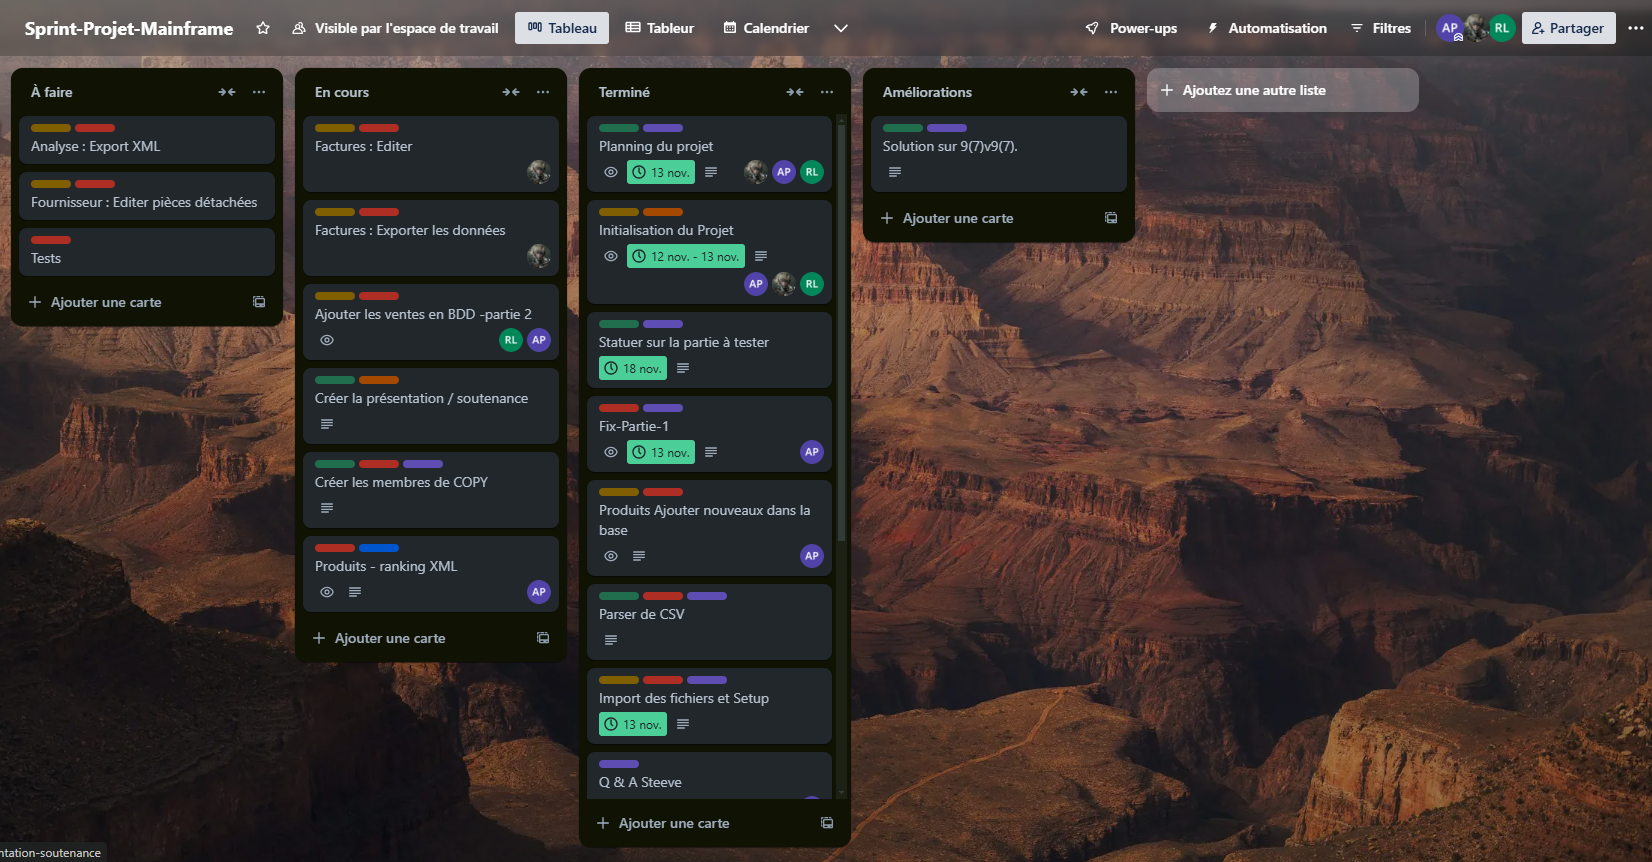 Sprint-Projet-Mainframe
Visible par l'espace de travail
Tableau
Tableur
Calendrier
Power-ups
Automatisation
Filtres
AP
RL
Partager
À faire
Analyse : Export XML
Fournisseur : Editer pièces détachées
Tests
Ajouter une carte
En cours
Factures : Editer
Factures : Exporter les données
Ajouter les ventes en BDD -partie 2
RL
AP
Créer la présentation / soutenance
Créer les membres de COPY
Produits - ranking XML
AP
Ajouter une carte
Terminé
Planning du projet
13 nov.
AP
RL
Initialisation du Projet
12 nov. - 13 nov.
AP
RL
Statuer sur la partie à tester
18 nov.
Fix-Partie-1
13 nov.
AP
Produits Ajouter nouveaux dans la
base
AP
Parser de CSV
Import des fichiers et Setup
13 nov.
Q & A Steeve
Ajouter une carte
Améliorations
Solution sur 9(7)v9(7).
Ajouter une carte
Ajoutez une autre liste
ntation-soutenance